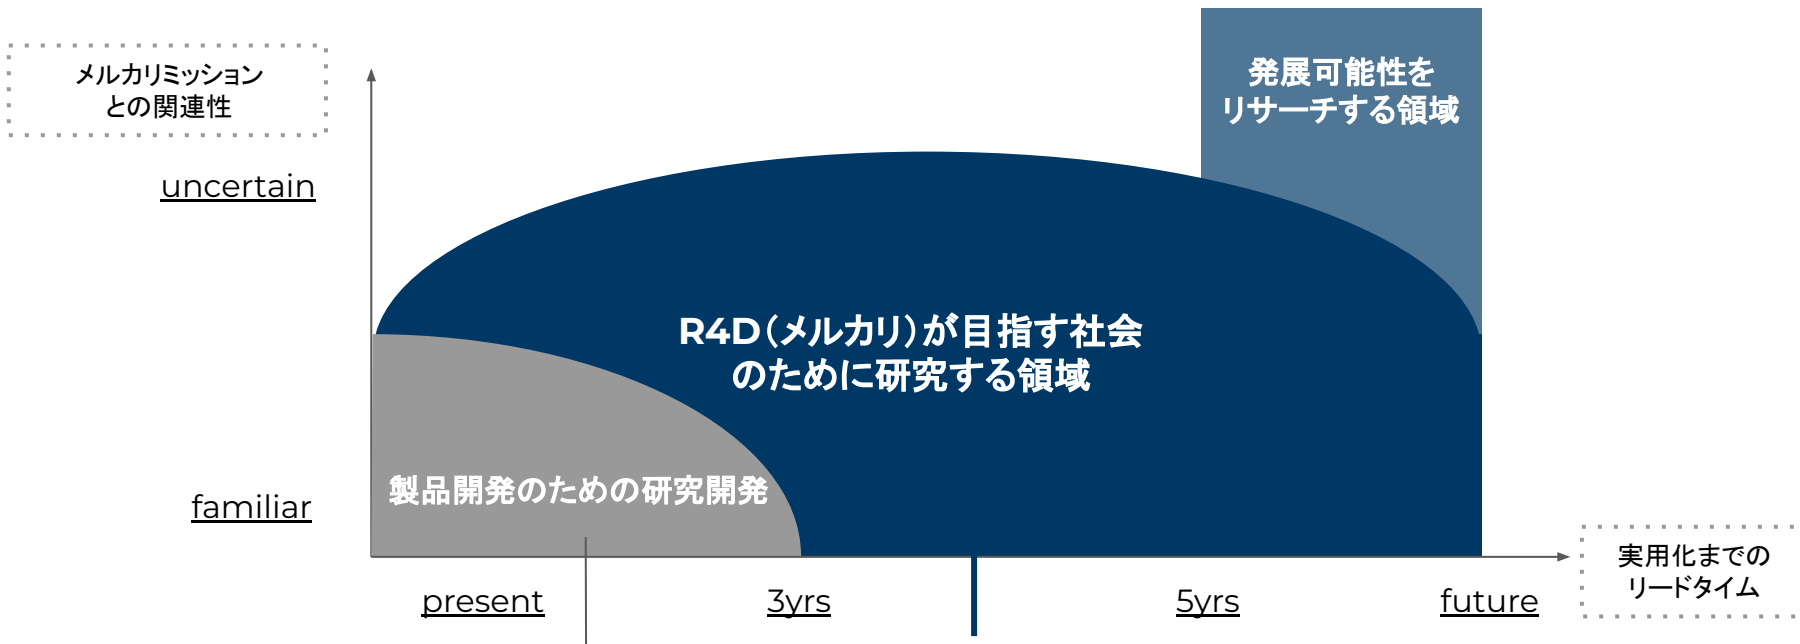 メルカリミッション
との関連性
発展可能性を
リサーチする領域
uncertain
R4D（メルカリ）が目指す社会
のために研究する領域
製品開発のための研究開発
familiar
実用化までの
リードタイム
present
3yrs
5yrs
future